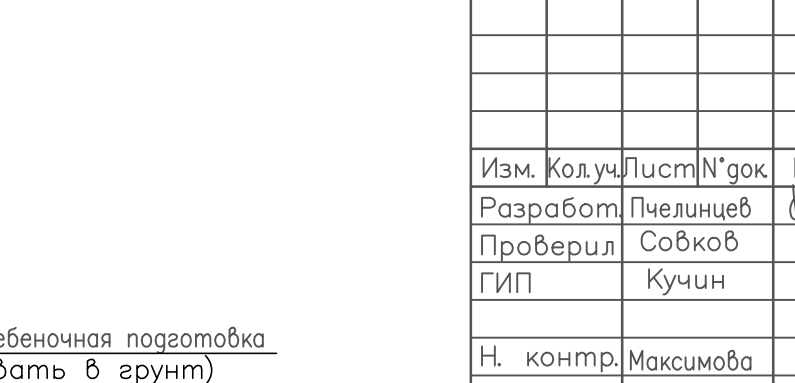 Изм. Кол.уч. Лист N°док.
Разработ. Пчелинцев
Проверил Совков
ГИП Кучин
Н. контр. Максимова
ебеночная подготовка
вать в грунт)